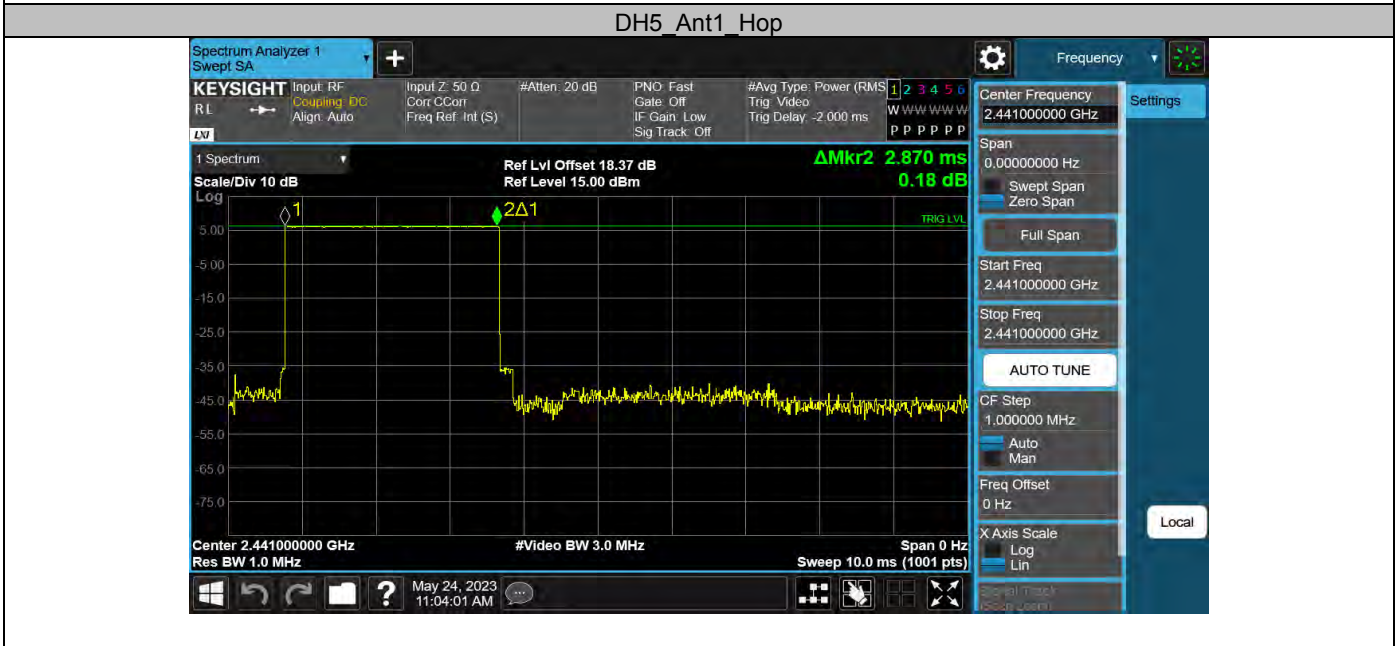 DH5_Ant1_Hop
Spectrum Analyzer 1
Swept SA
+
Frequency
KEYSIGHT
RL
LXI
Input: RF
Coupling: DC
Align: Auto
Input Z: 50 Ω
Corr CCorr
Freq Ref: Int (S)
#Atten: 20 dB
PNO: Fast
Gate: Off
IF Gain: Low
Sig Track: Off
#Avg Type: Power (RMS
Trig: Video
Trig Delay: -2.000 ms
1 2 3 4 5 6
W W W W W W
P P P P P P
Center Frequency
2.441000000 GHz
Settings
Span
0.00000000 Hz
Swept Span
Zero Span
Full Span
Start Freq
2.441000000 GHz
Stop Freq
2.441000000 GHz
AUTO TUNE
CF Step
1.000000 MHz
Auto
Man
Freq Offset
0 Hz
X Axis Scale
Log
Lin
Local
1 Spectrum
Scale/Div 10 dB
Ref Lvl Offset 18.37 dB
Ref Level 15.00 dBm
ΔMkr2 2.870 ms
0.18 dB
Log
1
2Δ1
TRIG LVL
5.00
-5.00
-15.0
-25.0
-35.0
-45.0
-55.0
-65.0
-75.0
Center 2.441000000 GHz
Res BW 1.0 MHz
#Video BW 3.0 MHz
Span 0 Hz
Sweep 10.0 ms (1001 pts)
?
May 24, 2023
11:04:01 AM